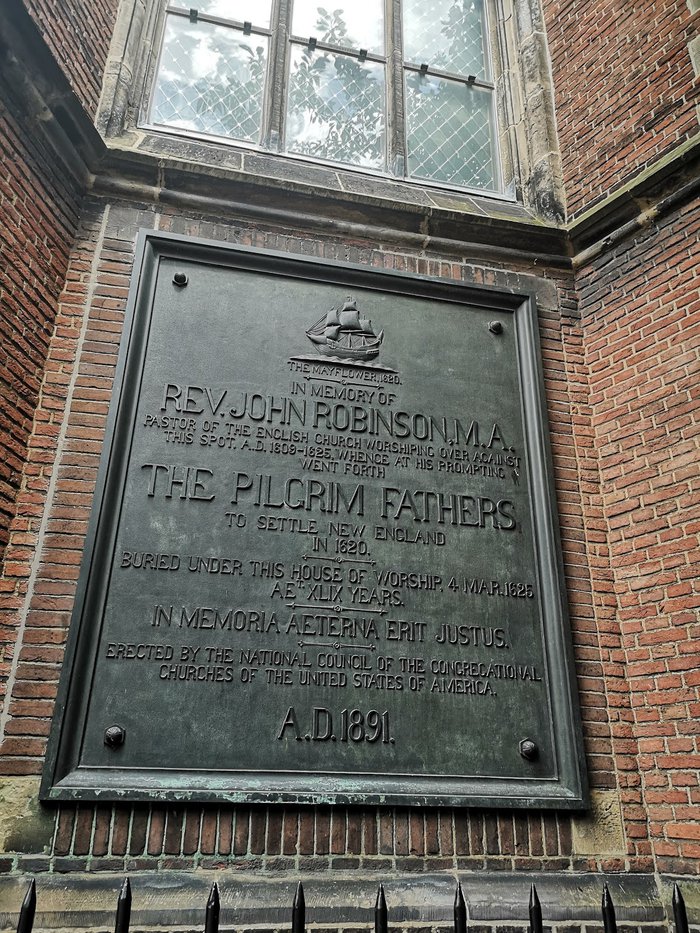 THE MAYFLOWER, 1620.
IN MEMORY OF
REV. JOHN ROBINSON, M.A.
PASTOR OF THE ENGLISH CHURCH WORSHIPING OVER AGAINST
THIS SPOT, A.D. 1609-1625, WHENCE AT HIS PROMPTING
WENT FORTH
THE PILGRIM FATHERS
TO SETTLE NEW ENGLAND
IN 1620.
BURIED UNDER THIS HOUSE OF WORSHIP, 4 MAR. 1625
AET XLIX YEARS.
IN MEMORIA AETERNA ERIT JUSTUS.
ERECTED BY THE NATIONAL COUNCIL OF THE CONGREGATIONAL
CHURCHES OF THE UNITED STATES OF AMERICA.
A.D. 1891.